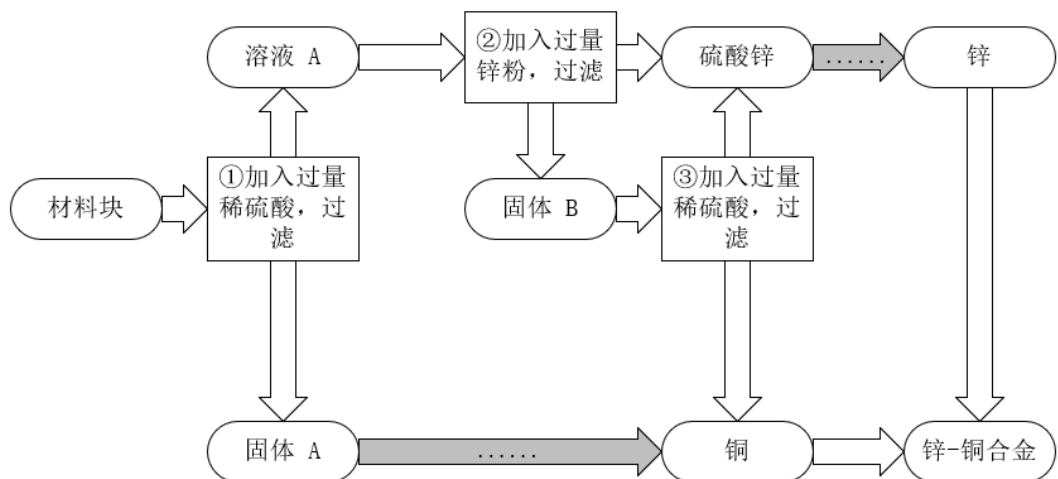 溶液 A
②加入过量
锌粉，过滤
硫酸锌
......
锌
材料块
①加入过量
稀硫酸，过
滤
固体 B
③加入过量
稀硫酸，过
滤
固体 A
......
铜
锌-铜合金